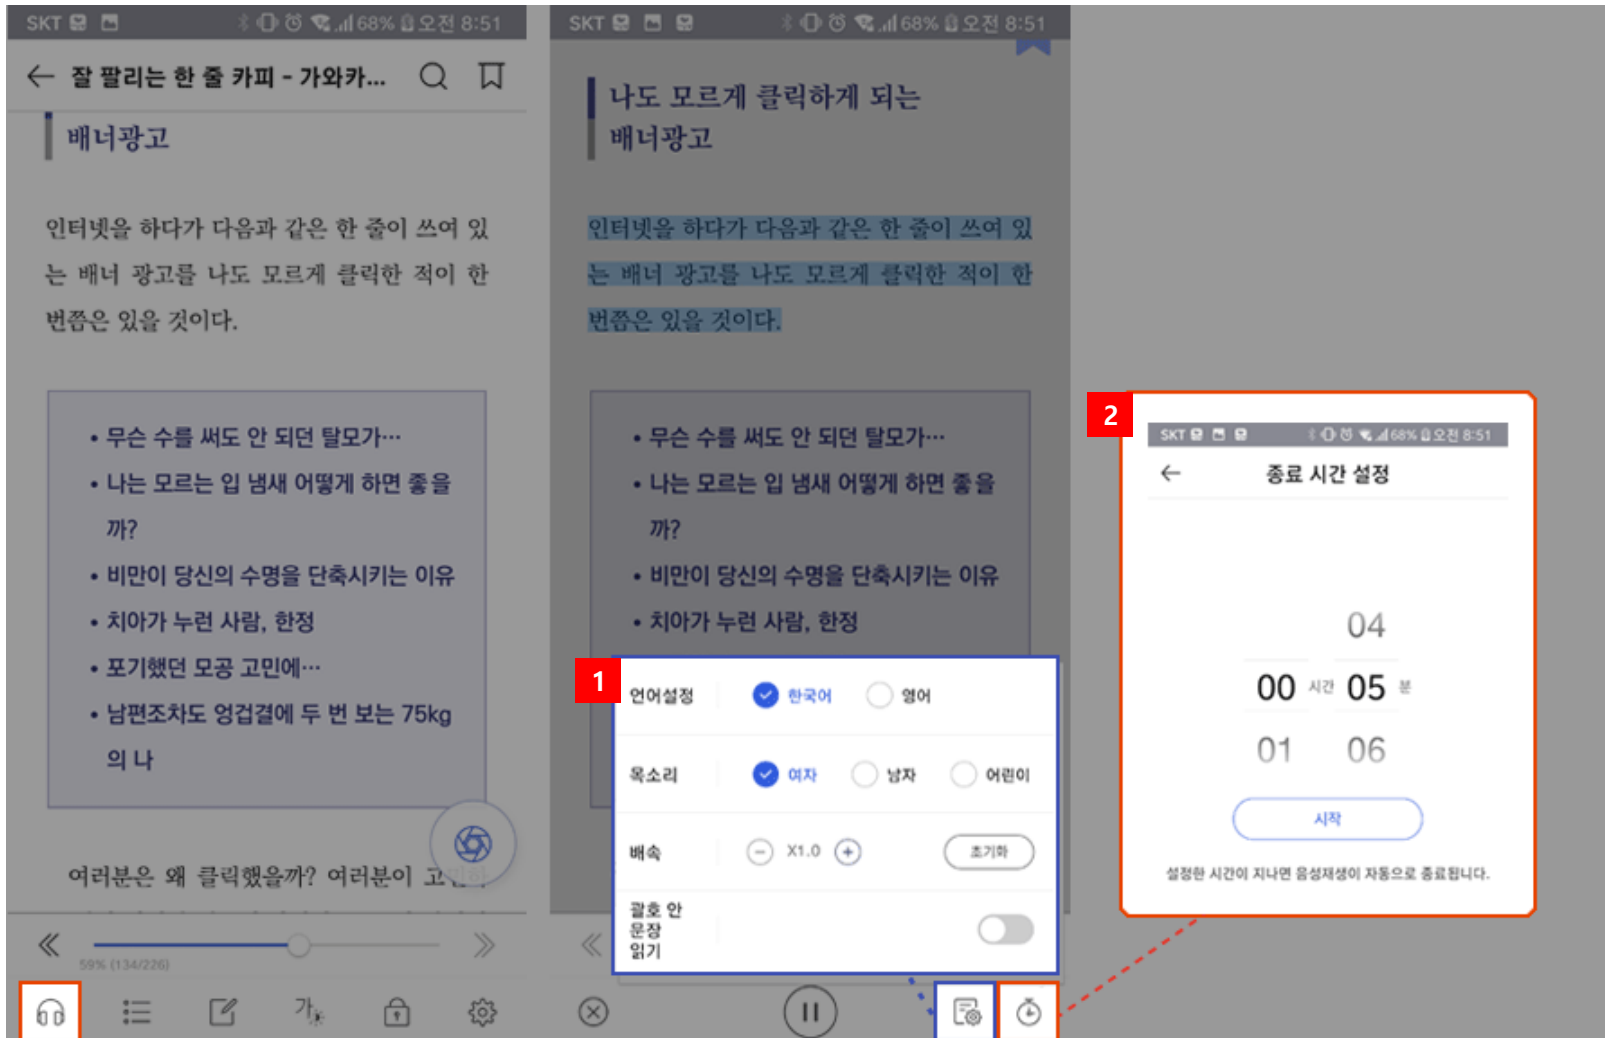 SKT 68% 오전 8:51
잘 팔리는 한 줄 카피 - 가와카...
배너광고
인터넷을 하다가 다음과 같은 한 줄이 쓰여 있
는 배너 광고를 나도 모르게 클릭한 적이 한
번쯤은 있을 것이다.
• 무슨 수를 써도 안 되던 탈모가…
• 나는 모르는 입 냄새 어떻게 하면 좋을
까?
• 비만이 당신의 수명을 단축시키는 이유
• 치아가 누런 사람, 한정
• 포기했던 모공 고민에…
• 남편조차도 엉겁결에 두 번 보는 75kg
의 나
여러분은 왜 클릭했을까? 여러분이 고민하
59% (134/226)
가
SKT 68% 오전 8:51
나도 모르게 클릭하게 되는
배너광고
인터넷을 하다가 다음과 같은 한 줄이 쓰여 있
는 배너 광고를 나도 모르게 클릭한 적이 한
번쯤은 있을 것이다.
• 무슨 수를 써도 안 되던 탈모가…
• 나는 모르는 입 냄새 어떻게 하면 좋을
까?
• 비만이 당신의 수명을 단축시키는 이유
• 치아가 누런 사람, 한정
1
언어설정 한국어 영어
목소리 여자 남자 어린이
배속 X1.0 초기화
괄호 안
문장
읽기
2
SKT 68% 오전 8:51
종료 시간 설정
04
00 시간 05 분
01 06
시작
설정한 시간이 지나면 음성재생이 자동으로 종료됩니다.